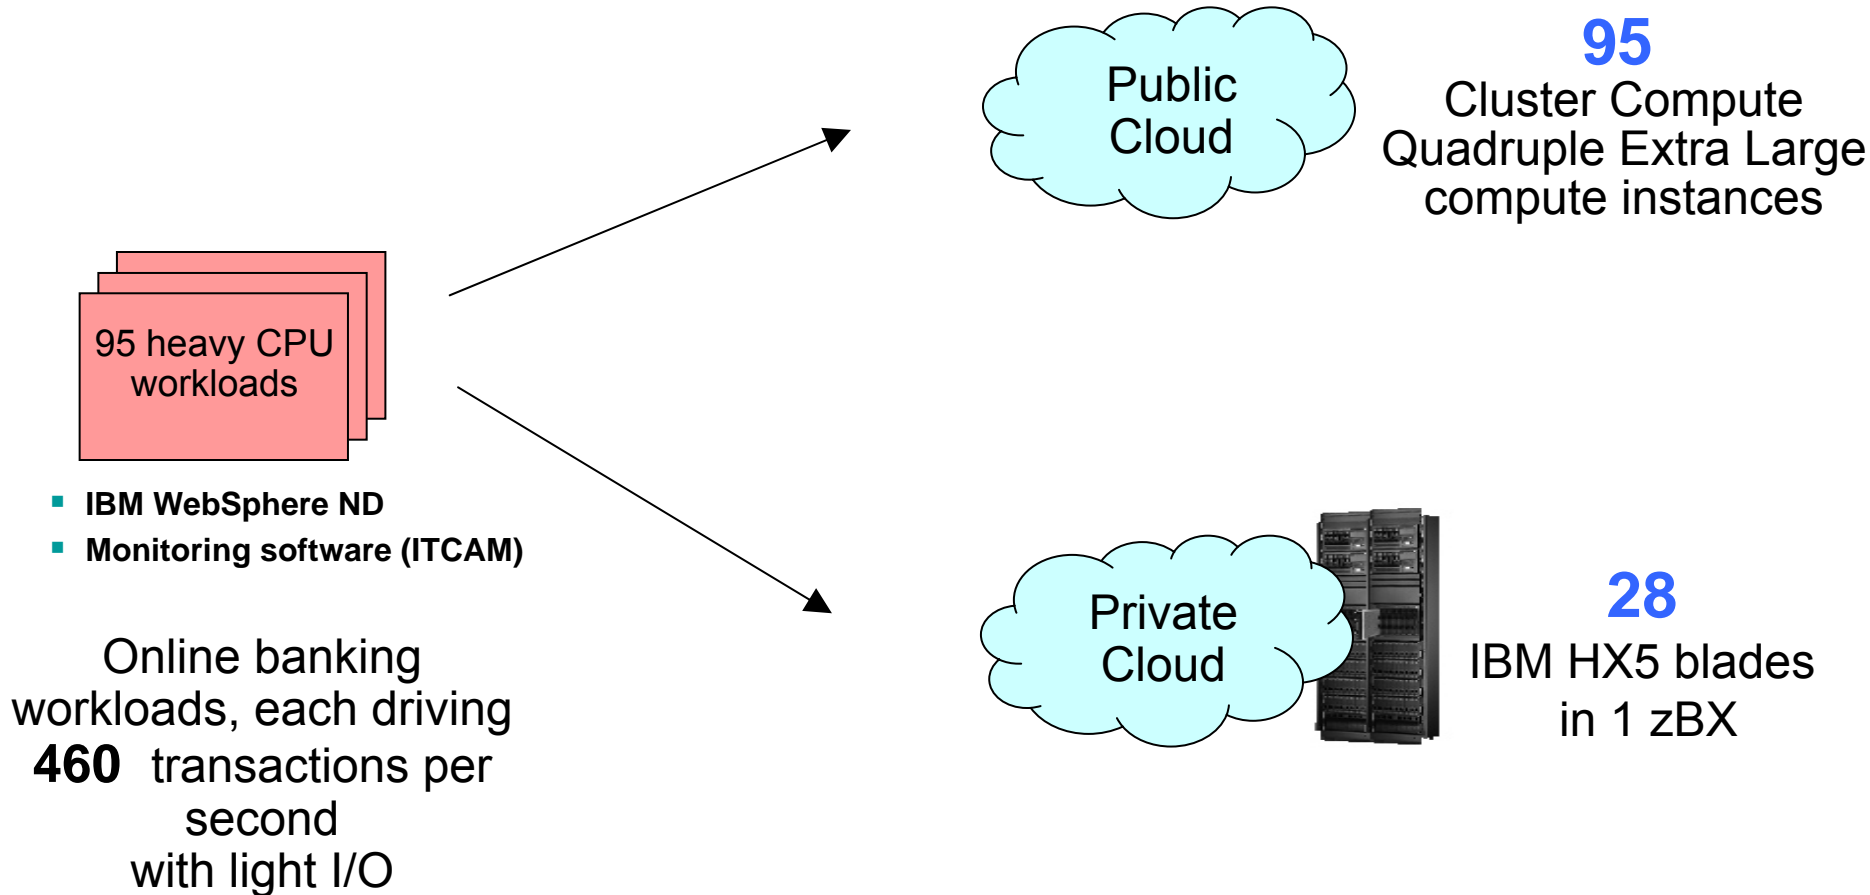 95 heavy CPU
workloads
IBM WebSphere ND
Monitoring software (ITCAM)
Online banking
workloads, each driving
460 transactions per
second
with light I/O
Public
Cloud
95
Cluster Compute
Quadruple Extra Large
compute instances
Private
Cloud
28
IBM HX5 blades
in 1 zBX